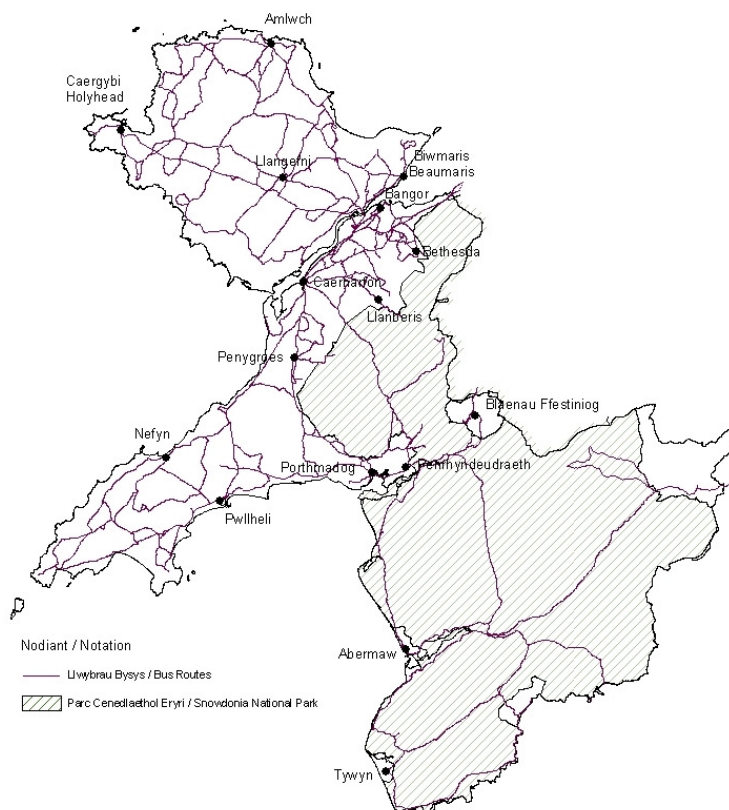 Amlwch
Caergybi
Holyhead
Llangefni
Biwmaris
Beaumaris
Bangor
Bethesda
Caernarfon
Llanberis
Penygroes
Blaenau Ffestiniog
Nefyn
Porthmadog
Penrhyndeudraeth
Pwllheli
Nodiant / Notation
Abermaw
Llwybrau Bysys / Bus Routes
Parc Cenedlaethol Eryri / Snowdonia National Park
Tywyn